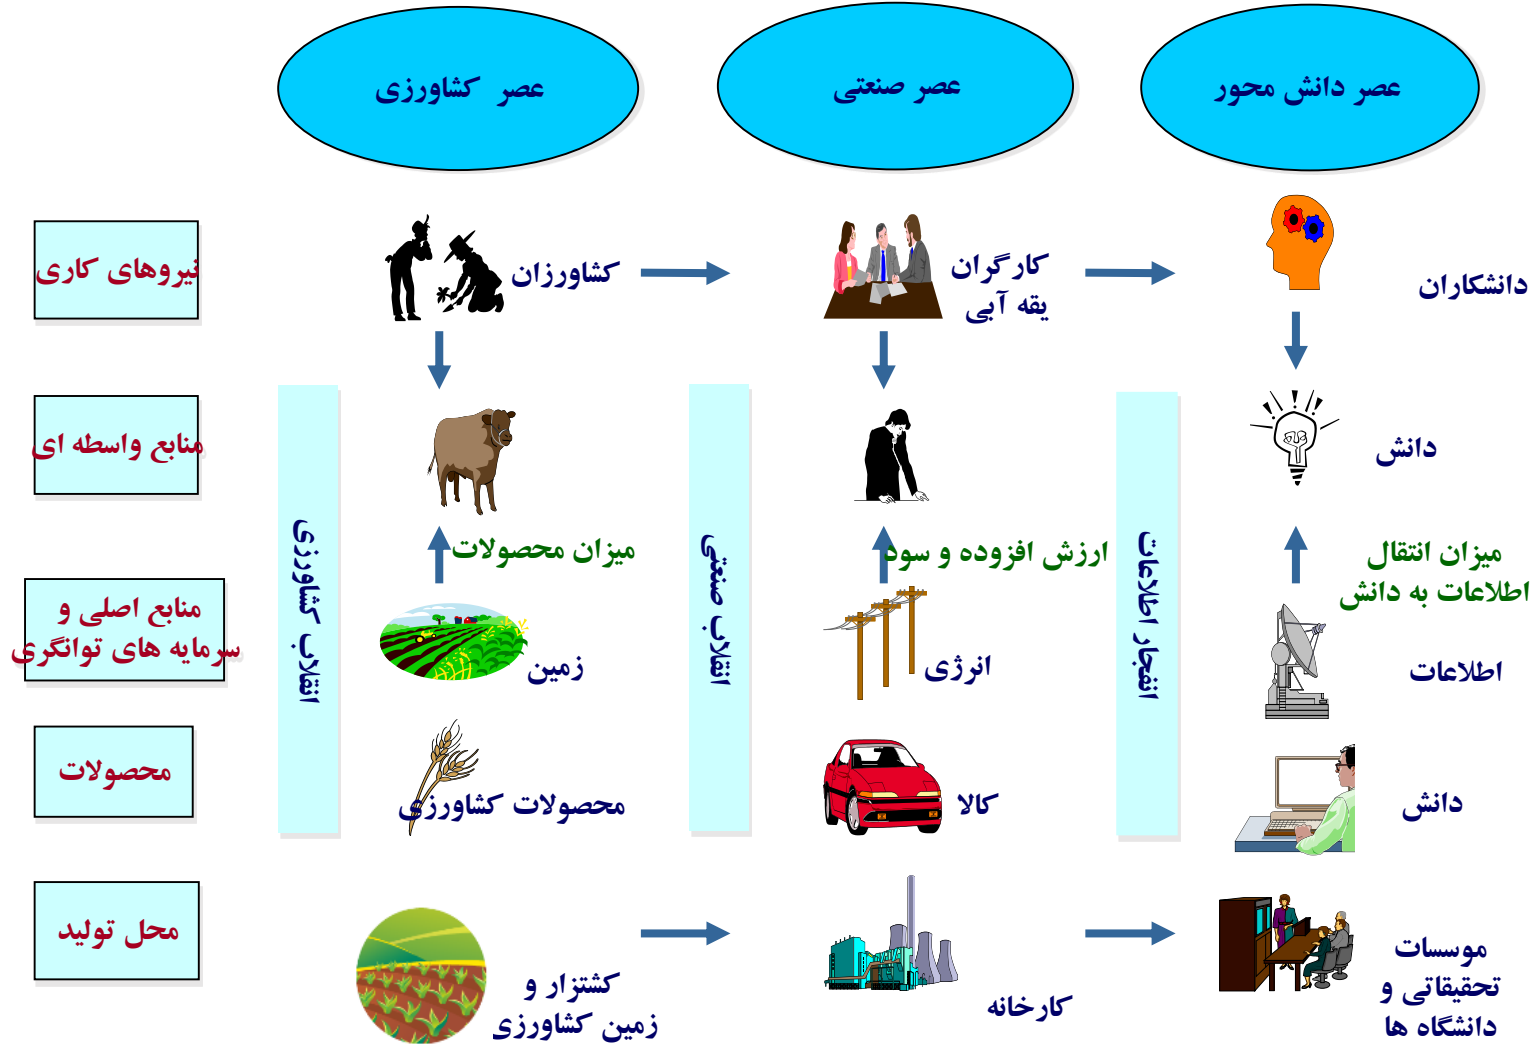 عصر دانش محور
عصر صنعتی
عصر کشاورزی
نیروهای کاری
کشاورزان
کارگران
یقه آبی
دانشکاران
منابع واسطه ای
دانش
میزان محصولات
ارزش افزوده و سود
میزان انتقال
اطلاعات به دانش
انقلاب کشاورزی
انقلاب صنعتی
انفجار اطلاعات
منابع اصلی و
سرمایه های توانگری
زمین
انرژی
اطلاعات
محصولات
محصولات کشاورزی
کالا
دانش
محل تولید
کشتزار و
زمین کشاورزی
کارخانه
موسسات
تحقیقاتی و
دانشگاه ها